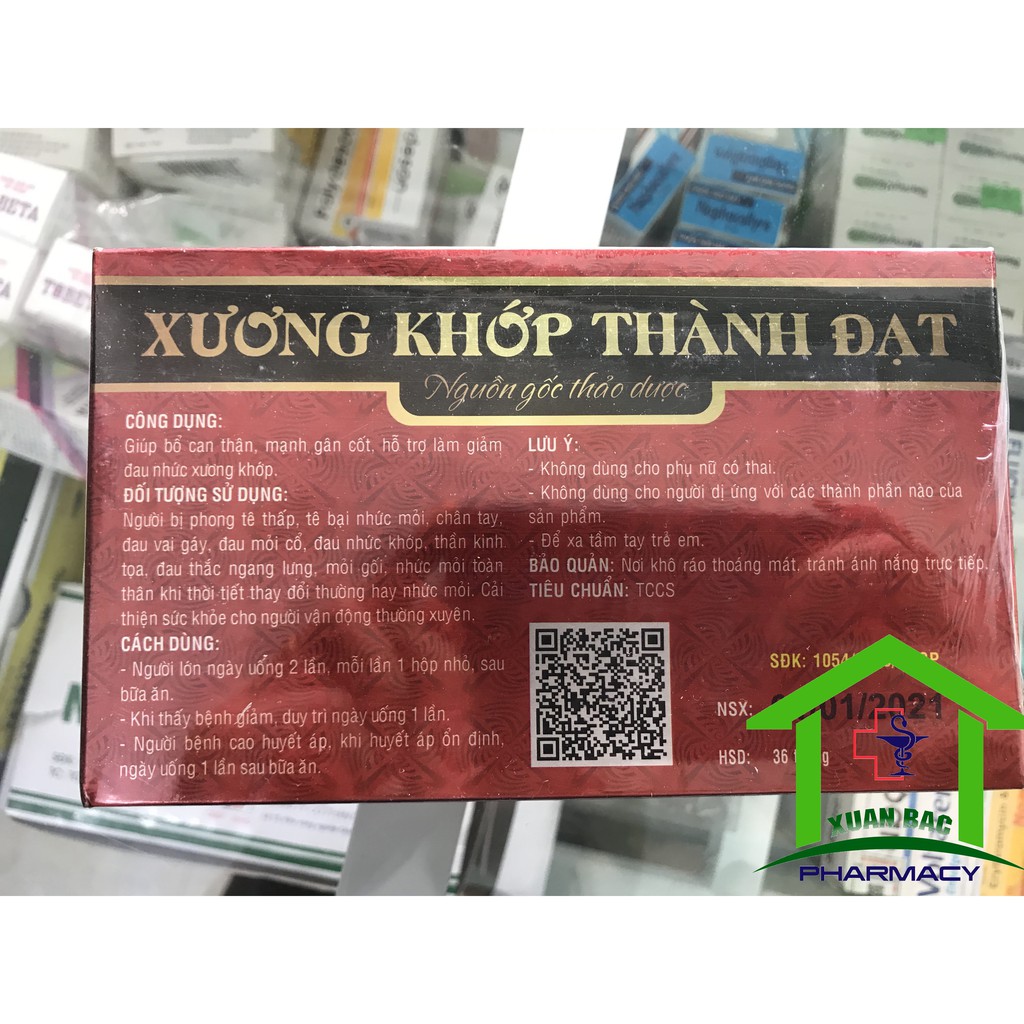 XƯƠNG KHỚP THÀNH ĐẠT
Nguồn gốc thảo dược
CÔNG DỤNG:
Giúp bổ can thận, mạnh gân cốt, hỗ trợ làm giảm
đau nhức xương khớp.
ĐỐI TƯỢNG SỬ DỤNG:
Người bị phong tê thấp, tê bại nhức mỏi, chân tay,
đau vai gáy, đau mỏi cổ, đau nhức khớp, thần kinh
tọa, đau thắc ngang lưng, mỏi gối, nhức mỏi toàn
thân khi thời tiết thay đổi thường hay nhức mỏi. Cải
thiện sức khỏe cho người vận động thường xuyên.
CÁCH DÙNG:
- Người lớn ngày uống 2 lần, mỗi lần 1 hộp nhỏ, sau
bữa ăn.
- Khi thấy bệnh giảm, duy trì ngày uống 1 lần.
- Người bệnh cao huyết áp, khi huyết áp ổn định,
ngày uống 1 lần sau bữa ăn.
LƯU Ý:
- Không dùng cho phụ nữ có thai.
- Không dùng cho người dị ứng với các thành phần nào của
sản phẩm.
- Để xa tầm tay trẻ em.
BẢO QUẢN: Nơi khô ráo thoáng mát, tránh ánh nắng trực tiếp.
TIÊU CHUẨN: TCCS
SĐK: 1054
NSX: 01/2021
HSD: 36
XUAN BAC
PHARMACY